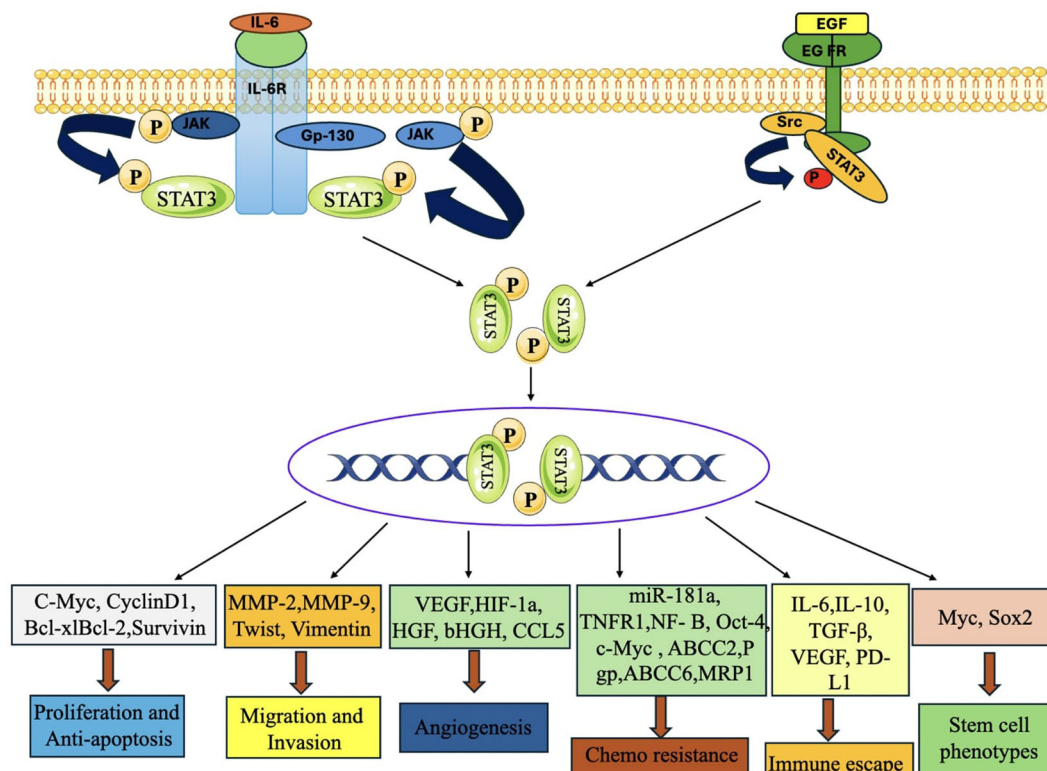 IL-6
EGF
EG FR
IL-6R
P
JAK
Gp-130
JAK
P
Src
STAT3
P
P
STAT3
STAT3
P
P
STAT3
STAT3
P
P
STAT3
STAT3
P
C-Myc, CyclinD1,
Bcl-xlBcl-2,Survivin
MMP-2,MMP-9,
Twist, Vimentin
VEGF,HIF-1a,
HGF, bHGH, CCL5
miR-181a,
TNFR1,NF- B, Oct-4,
c-Myc , ABCC2,P
gp,ABCC6,MRP1
IL-6,IL-10,
TGF-β,
VEGF, PD-
L1
Myc, Sox2
Proliferation and
Anti-apoptosis
Migration and
Invasion
Angiogenesis
Chemo resistance
Immune escape
Stem cell
phenotypes